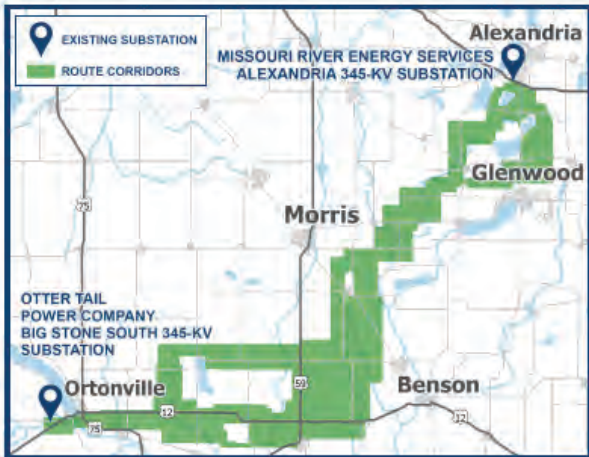 EXISTING SUBSTATION
ROUTE CORRIDORS
Alexandria
MISSOURI RIVER ENERGY SERVICES
ALEXANDRIA 345-KV SUBSTATION
Glenwood
75
Morris
OTTER TAIL
POWER COMPANY
BIG STONE SOUTH 345-KV
SUBSTATION
59
Benson
Ortonville
12
12
75